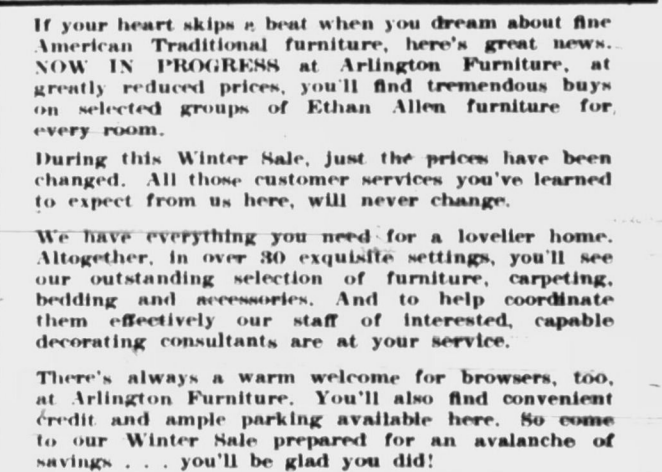 If your heart skips a beat when you dream about fine
American Traditional furniture, here's great news.
NOW IN PROGRESS at Arlington Furniture, at
greatly reduced prices, you'll find tremendous buys
on selected groups of Ethan Allen furniture for
every room.
During this Winter Sale, just the prices have been
changed. All those customer services you've learned
to expect from us here, will never change.
We have everything you need for a lovelier home.
Altogether, in over 30 exquisite settings, you'll see
our outstanding selection of furniture, carpeting,
bedding and accessories. And to help coordinate
them effectively our staff of interested, capable
decorating consultants are at your service.
There's always a warm welcome for browsers, too,
at Arlington Furniture. You'll also find convenient
credit and ample parking available here. So come
to our Winter Sale prepared for an avalanche of
savings . . . you'll be glad you did!